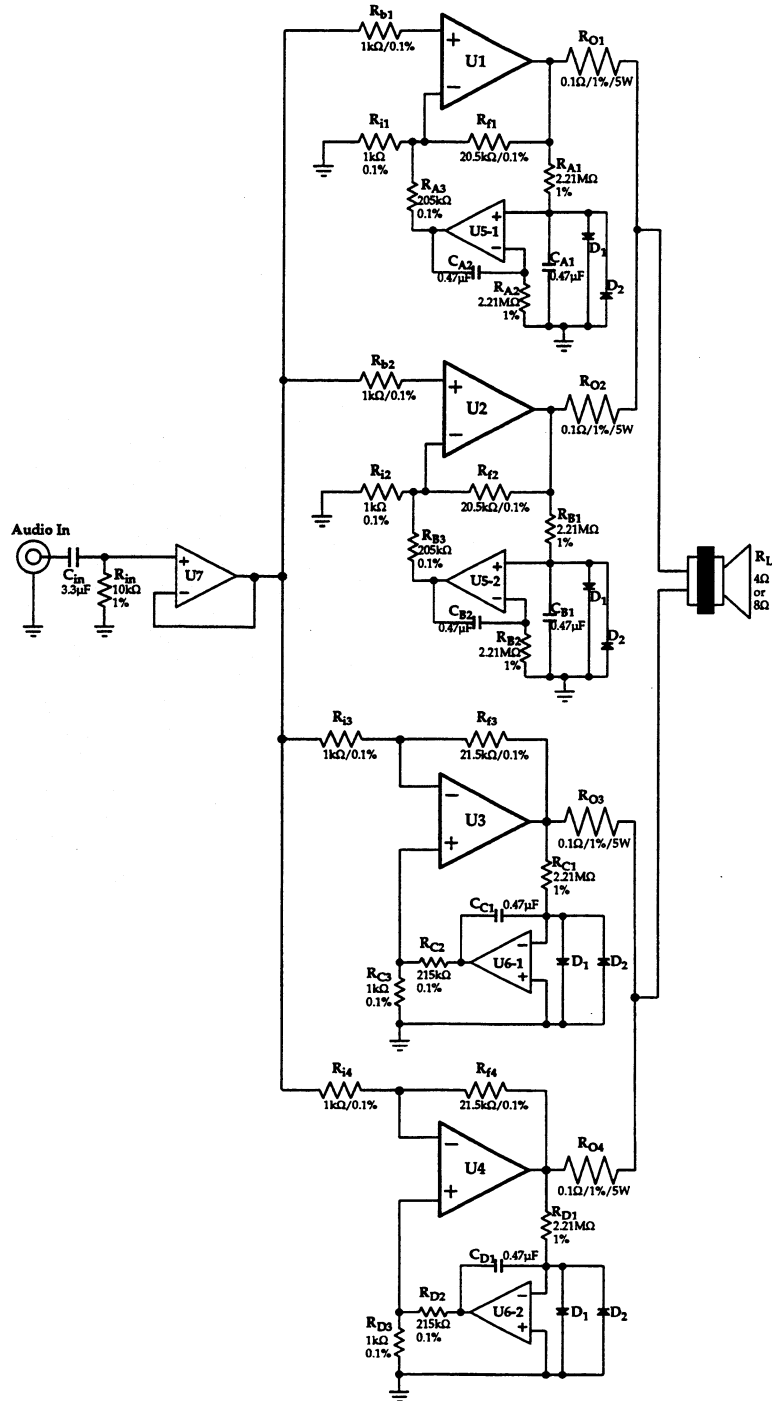 Rb1
1kΩ/0.1%
+
−
U1
RO1
0.1Ω/1%/5W
Ri1
1kΩ
0.1%
Rf1
20.5kΩ/0.1%
RA1
2.21MΩ
1%
RA3
205kΩ
0.1%
+
−
U5-1
CA2
0.47µF
RA2
2.21MΩ
1%
CA1
0.47µF
D1
D2
Rb2
1kΩ/0.1%
+
−
U2
RO2
0.1Ω/1%/5W
Ri2
1kΩ
0.1%
Rf2
20.5kΩ/0.1%
RB1
2.21MΩ
1%
RB3
205kΩ
0.1%
+
−
U5-2
CB2
0.47µF
RB2
2.21MΩ
1%
CB1
0.47µF
D1
D2
Audio In
Cin
3.3µF
Rin
10kΩ
1%
+
−
U7
RL
4Ω
or
8Ω
Ri3
1kΩ/0.1%
Rf3
21.5kΩ/0.1%
−
+
U3
RO3
0.1Ω/1%/5W
RC1
2.21MΩ
1%
CC1
0.47µF
RC2
215kΩ
0.1%
−
+
U6-1
D1
D2
RC3
1kΩ
0.1%
Ri4
1kΩ/0.1%
Rf4
21.5kΩ/0.1%
−
+
U4
RO4
0.1Ω/1%/5W
RD1
2.21MΩ
1%
CD1
0.47µF
RD2
215kΩ
0.1%
−
+
U6-2
D1
D2
RD3
1kΩ
0.1%